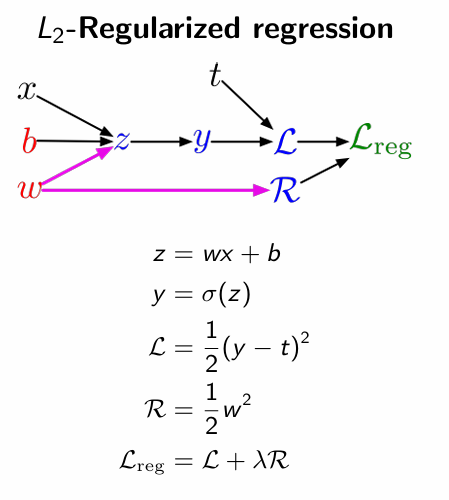 L₂-Regularized regression
t
x
b z y ℒ ℒ_reg
w ℛ
z = wx + b
y = σ(z)
ℒ = 1/2 (y − t)²
ℛ = 1/2 w²
ℒ_reg = ℒ + λℛ